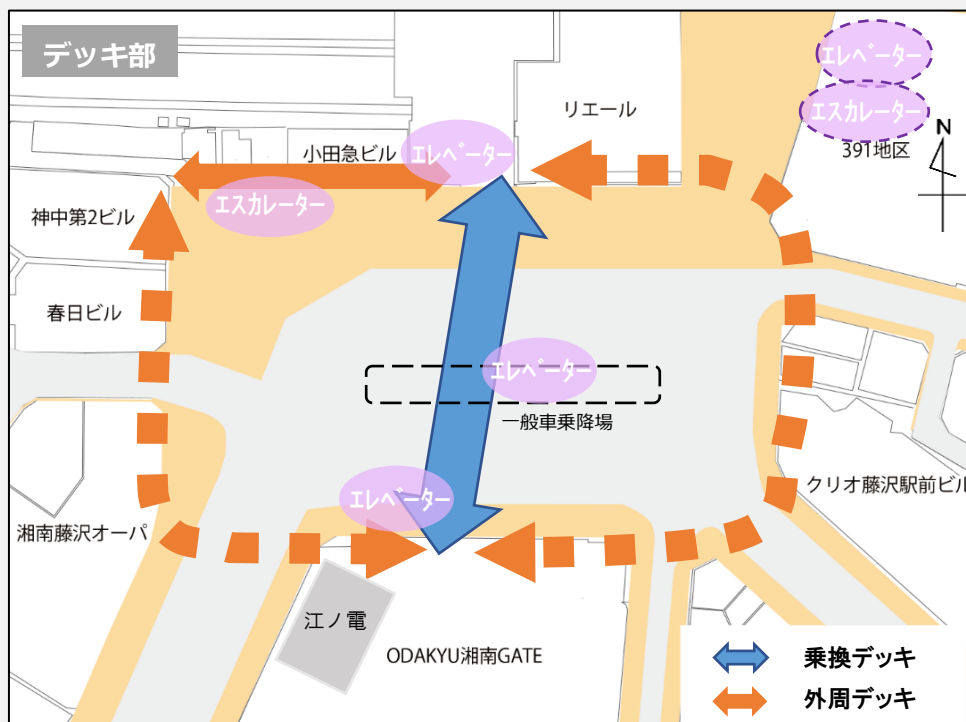 デッキ部
エレベーター
エスカレーター
391地区
N
リエール
小田急ビル
エレベーター
エスカレーター
神中第2ビル
春日ビル
エレベーター
一般車乗降場
エレベーター
クリオ藤沢駅前ビル
湘南藤沢オーパ
江ノ電
ODAKYU湘南GATE
乗換デッキ
外周デッキ